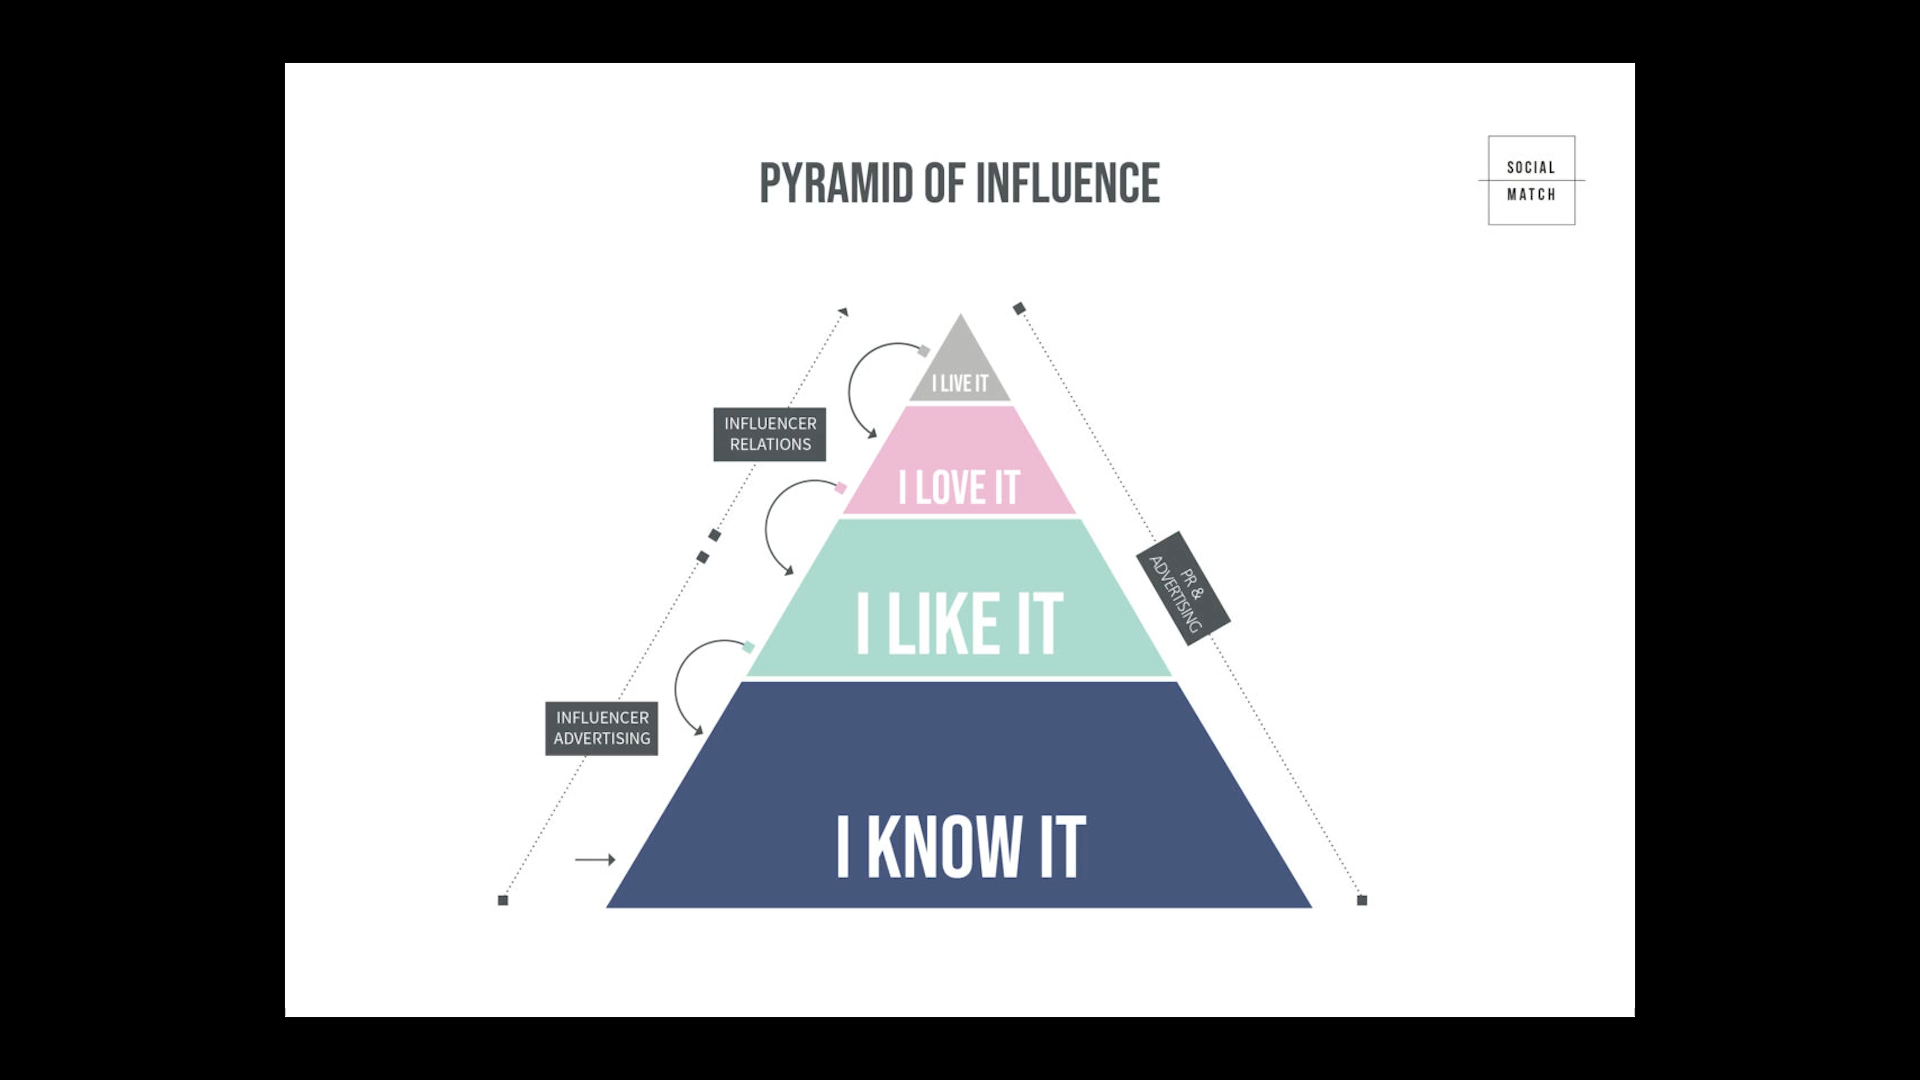 PYRAMID OF INFLUENCE
SOCIAL
MATCH
I LIVE IT
INFLUENCER
RELATIONS
I LOVE IT
PR &
ADVERTISING
I LIKE IT
INFLUENCER
ADVERTISING
I KNOW IT